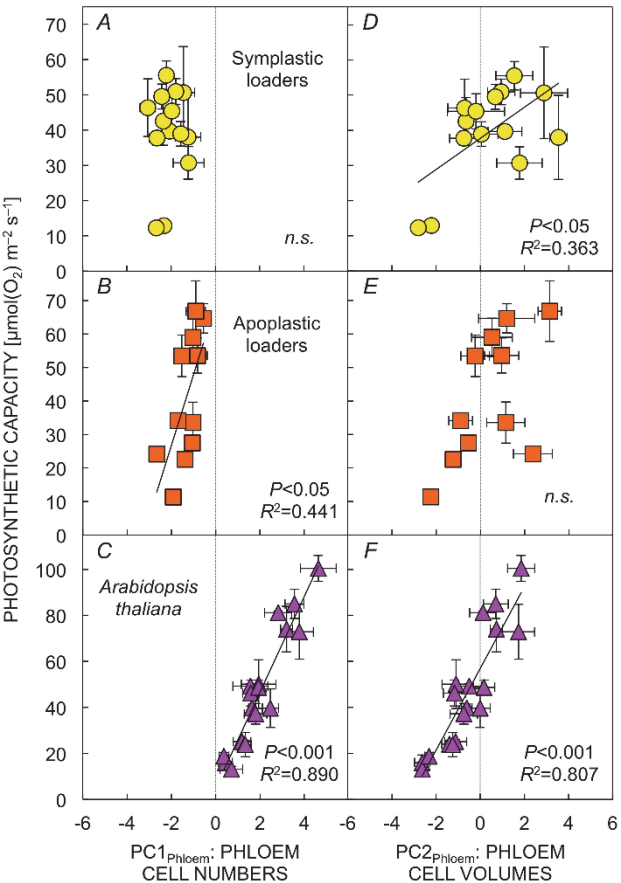 PHOTOSYNTHETIC CAPACITY [µmol(O₂) m⁻² s⁻¹]
A
70
60
50
40
30
20
10
0
Symplastic
loaders
n.s.
D
P<0.05
R²=0.363
B
70
60
50
40
30
20
10
0
Apoplastic
loaders
P<0.05
R²=0.441
E
n.s.
C
100
80
60
40
20
0
Arabidopsis
thaliana
P<0.001
R²=0.890
F
P<0.001
R²=0.807
-6 -4 -2 0 2 4 -6 -4 -2 0 2 4 6
PC1Phloem: PHLOEM
CELL NUMBERS
PC2Phloem: PHLOEM
CELL VOLUMES